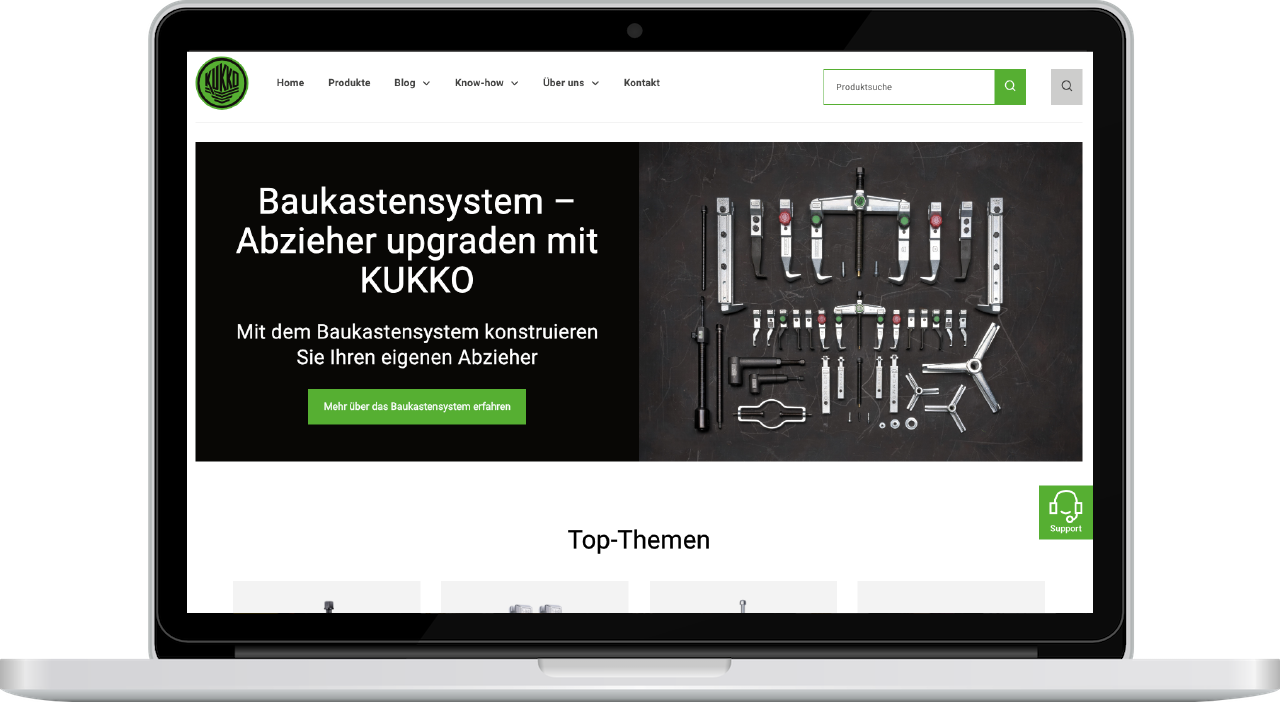 KUKKO
Home
Produkte
Blog
Know-how
Über uns
Kontakt
Produktsuche
Baukastensystem –
Abzieher upgraden mit
KUKKO
Mit dem Baukastensystem konstruieren
Sie Ihren eigenen Abzieher
Mehr über das Baukastensystem erfahren
Support
Top-Themen